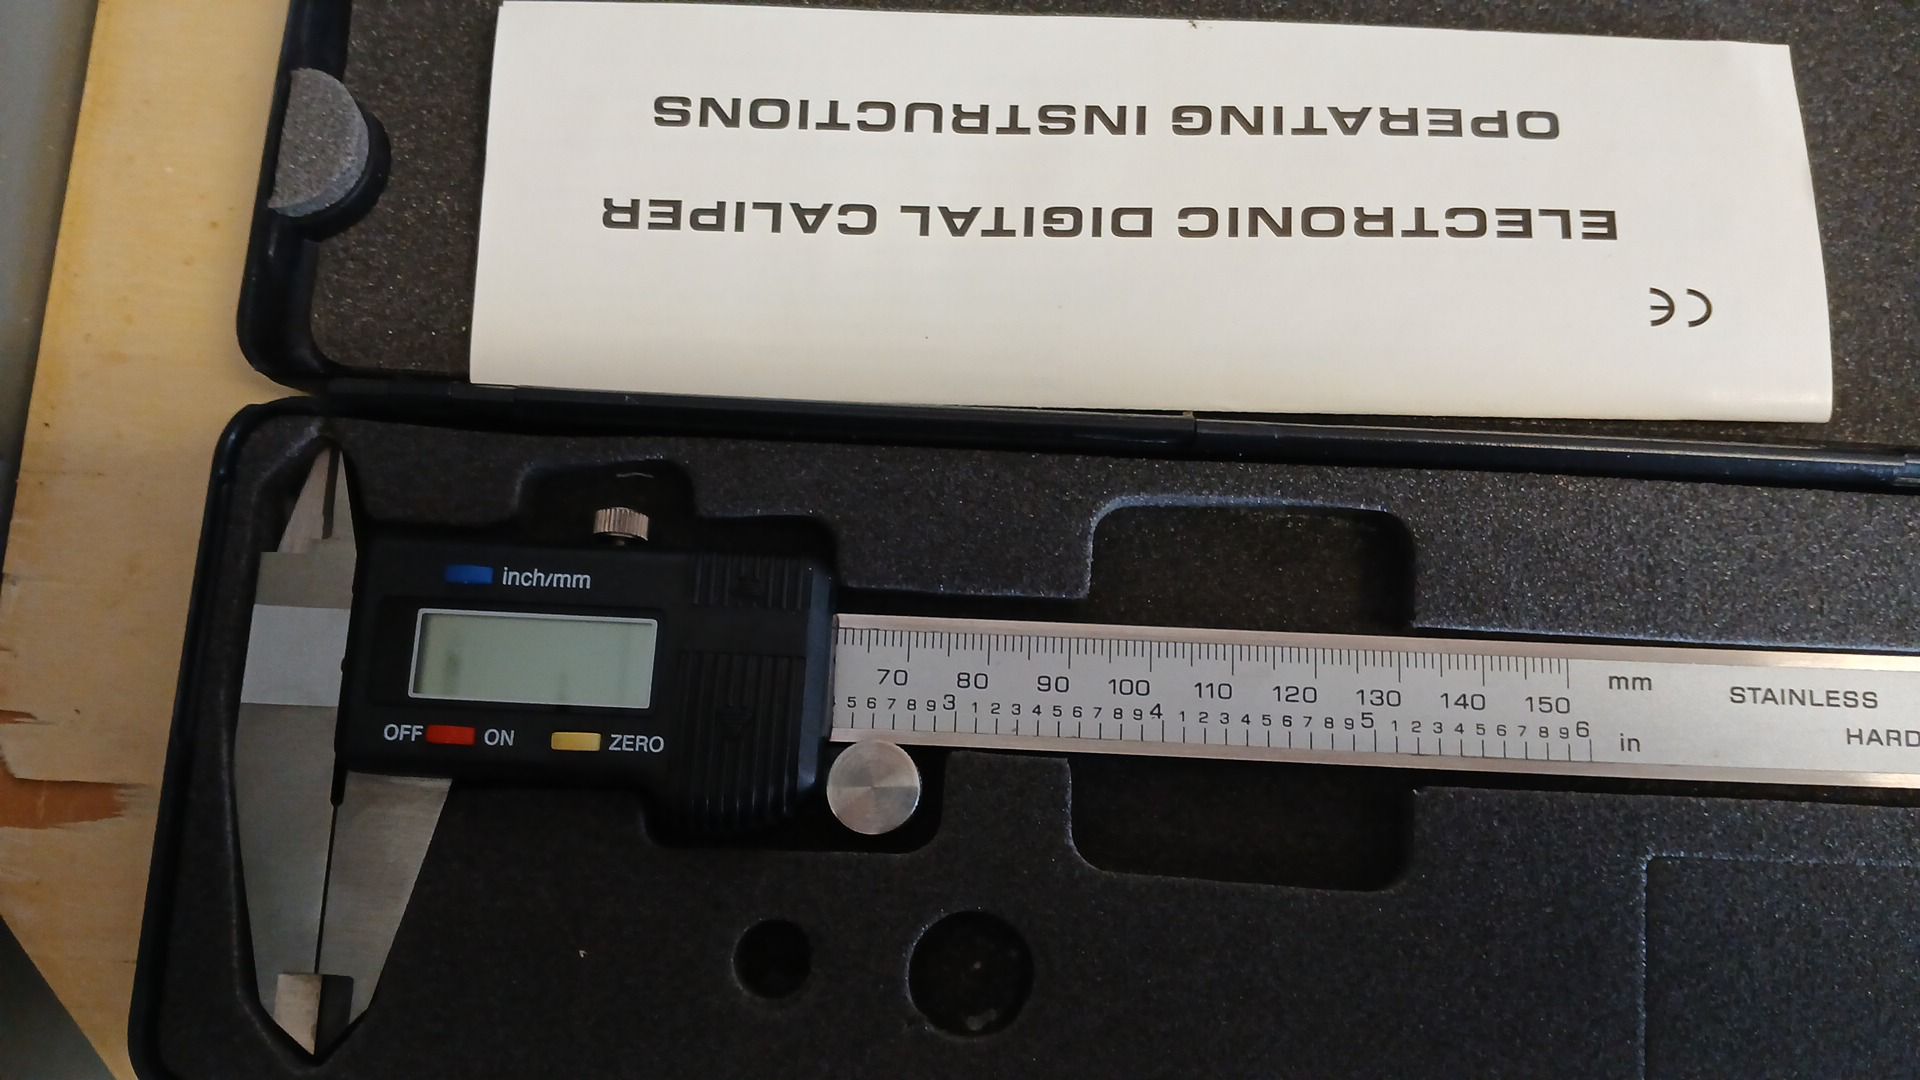 ELECTRONIC DIGITAL CALIPER
OPERATING INSTRUCTIONS
CE
inch/mm
OFF ON ZERO
70 80 90 100 110 120 130 140 150 mm
5 6 7 8 9 3 1 2 3 4 5 6 7 8 9 4 1 2 3 4 5 6 7 8 9 5 1 2 3 4 5 6 7 8 9 6 in
STAINLESS
HARD